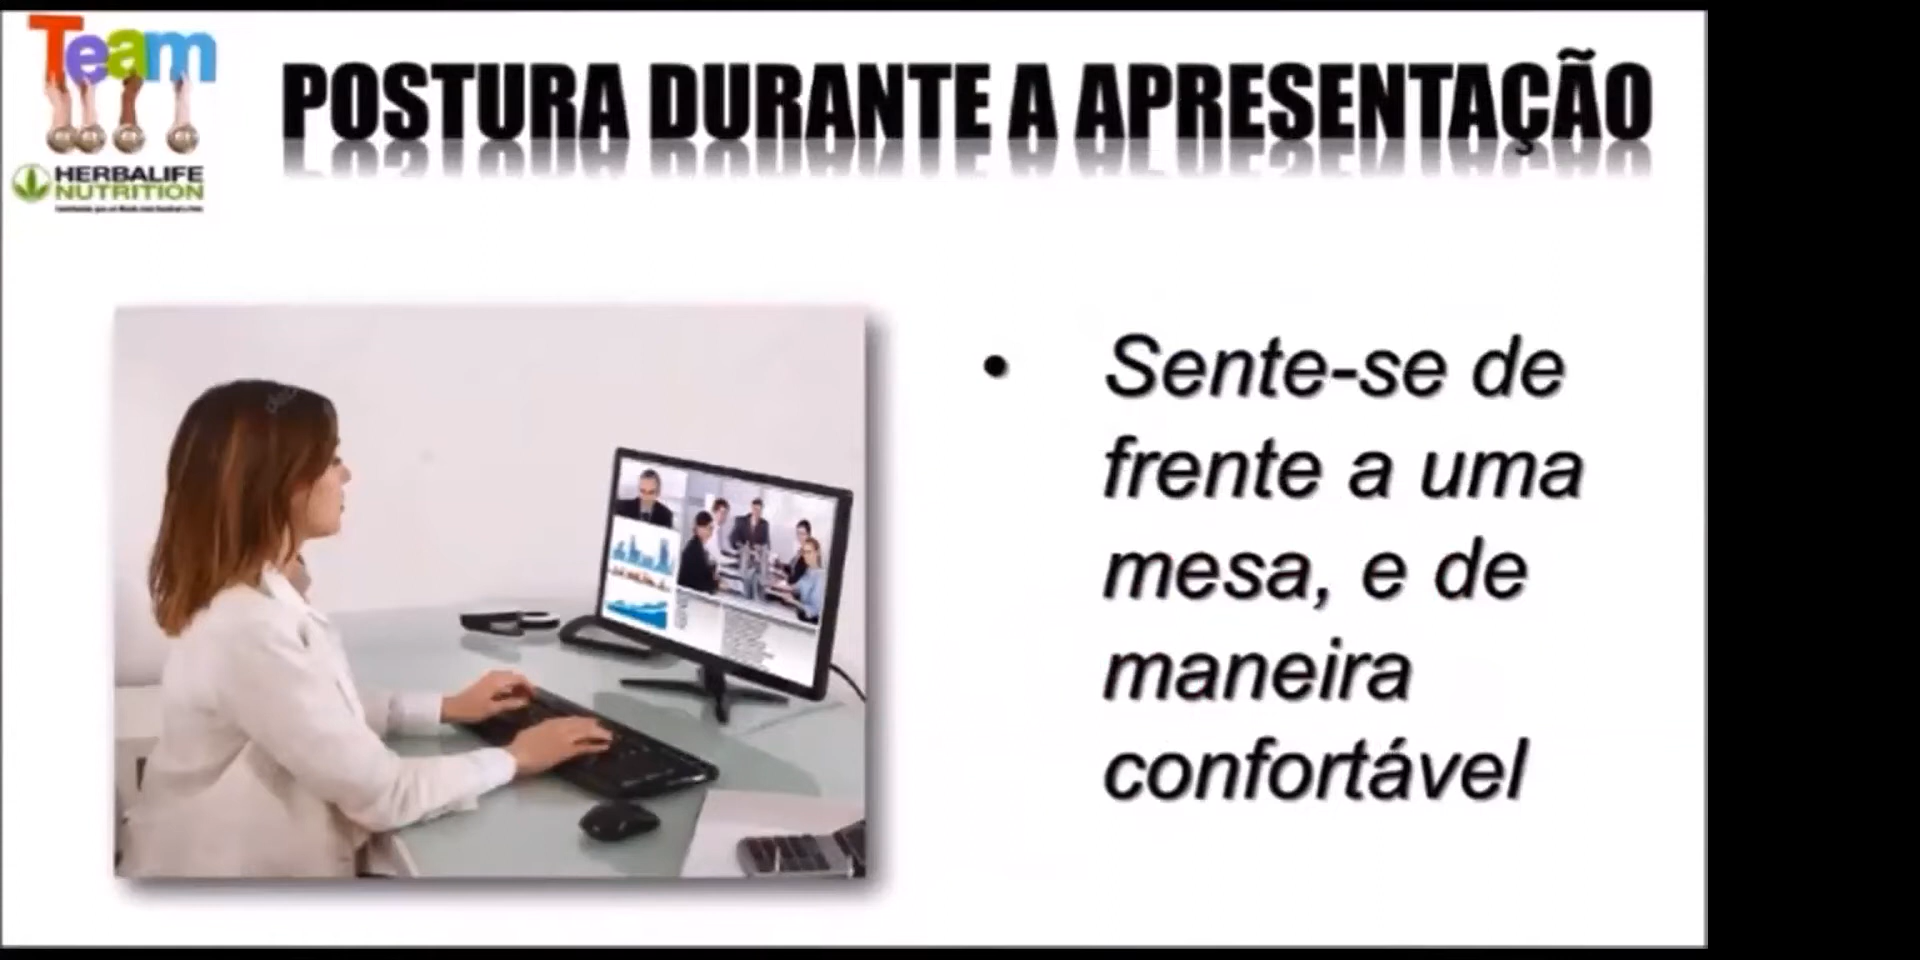 Team
POSTURA DURANTE A APRESENTAÇÃO
HERBALIFE
NUTRITION
• Sente-se de
frente a uma
mesa, e de
maneira
confortável